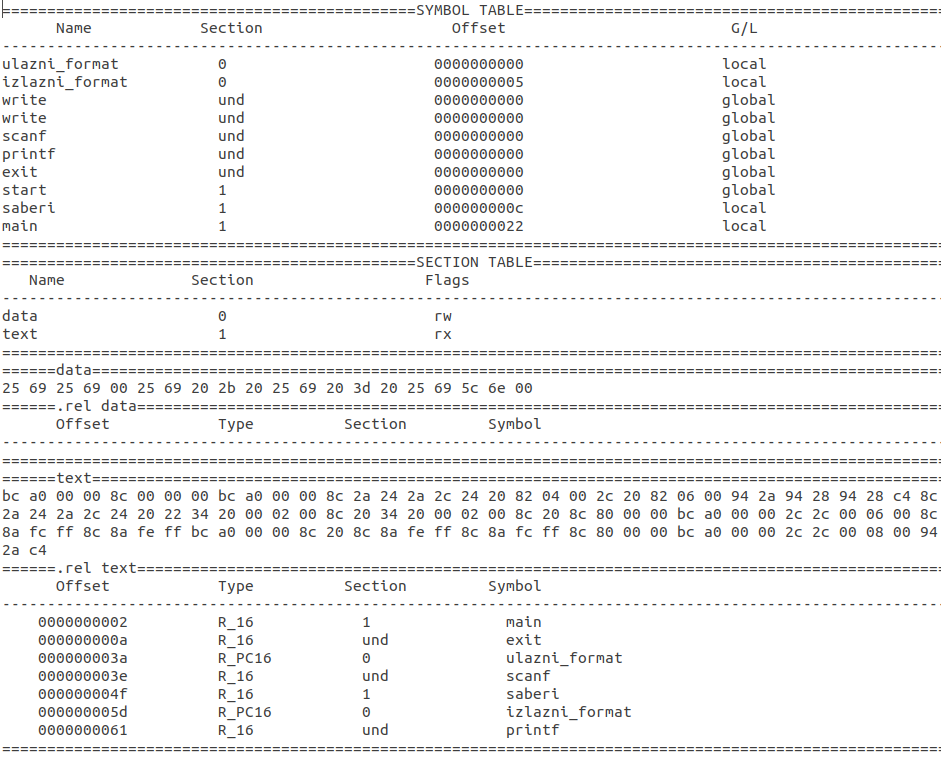 ==============================================SYMBOL TABLE==============================================
Name Section Offset G/L
--------------------------------------------------------------------------------------------------------
ulazni_format 0 0000000000 local
izlazni_format 0 0000000005 local
write und 0000000000 global
write und 0000000000 global
scanf und 0000000000 global
printf und 0000000000 global
exit und 0000000000 global
start 1 0000000000 global
saberi 1 000000000c local
main 1 0000000022 local
========================================================================================================
==============================================SECTION TABLE=============================================
Name Section Flags
--------------------------------------------------------------------------------------------------------
data 0 rw
text 1 rx
========================================================================================================
======data==============================================================================================
25 69 25 69 00 25 69 20 2b 20 25 69 20 3d 20 25 69 5c 6e 00
======.rel data=========================================================================================
Offset Type Section Symbol
--------------------------------------------------------------------------------------------------------
========================================================================================================
======text==============================================================================================
bc a0 00 00 8c 00 00 00 bc a0 00 00 8c 2a 24 2a 2c 24 20 82 04 00 2c 20 82 06 00 94 2a 94 28 94 28 c4 8c
2a 24 2a 2c 24 20 22 34 20 00 02 00 8c 20 34 20 00 02 00 8c 20 8c 80 00 00 bc a0 00 00 2c 2c 00 06 00 8c
8a fc ff 8c 8a fe ff bc a0 00 00 8c 20 8c 8a fe ff 8c 8a fc ff 8c 80 00 00 bc a0 00 00 2c 2c 00 08 00 94
2a c4
======.rel text=========================================================================================
Offset Type Section Symbol
--------------------------------------------------------------------------------------------------------
0000000002 R_16 1 main
000000000a R_16 und exit
000000003a R_PC16 0 ulazni_format
000000003e R_16 und scanf
000000004f R_16 1 saberi
000000005d R_PC16 0 izlazni_format
0000000061 R_16 und printf
========================================================================================================